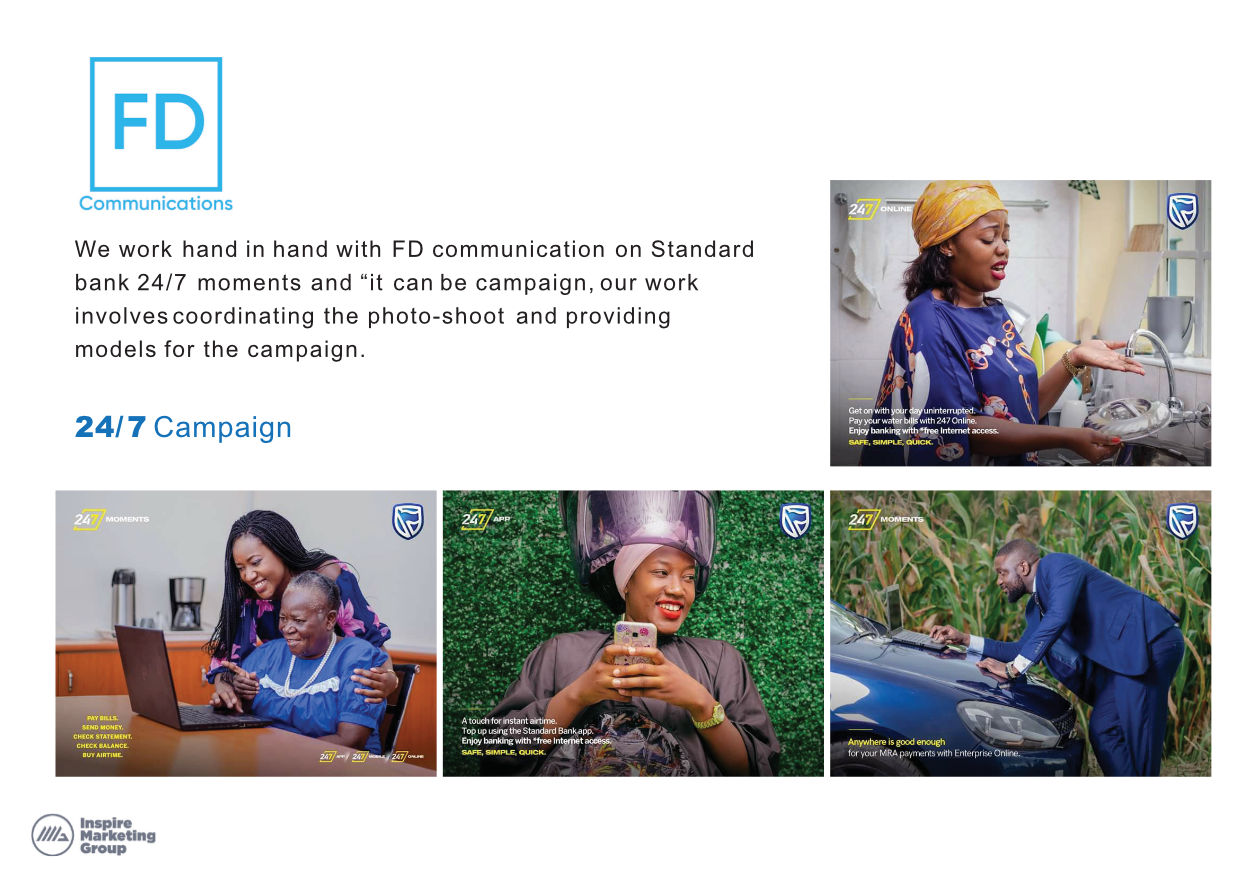 FD
Communications
We work hand in hand with FD communication on Standard
bank 24/7 moments and “it can be campaign, our work
involves coordinating the photo-shoot and providing
models for the campaign.
24/7 Campaign
247 ONLINE
Get on with your day uninterrupted.
Pay your water bills with 247 Online.
Enjoy banking with *free Internet access.
SAFE, SIMPLE, QUICK.
247 MOMENTS
PAY BILLS.
SEND MONEY.
CHECK STATEMENT.
CHECK BALANCE.
BUY AIRTIME.
247 APP / 247 MOBILE / 247 ONLINE
247 APP
A touch for instant airtime.
Top up using the Standard Bank app.
Enjoy banking with *free Internet access.
SAFE, SIMPLE, QUICK.
247 MOMENTS
Anywhere is good enough
for your MRA payments with Enterprise Online.
Inspire
Marketing
Group